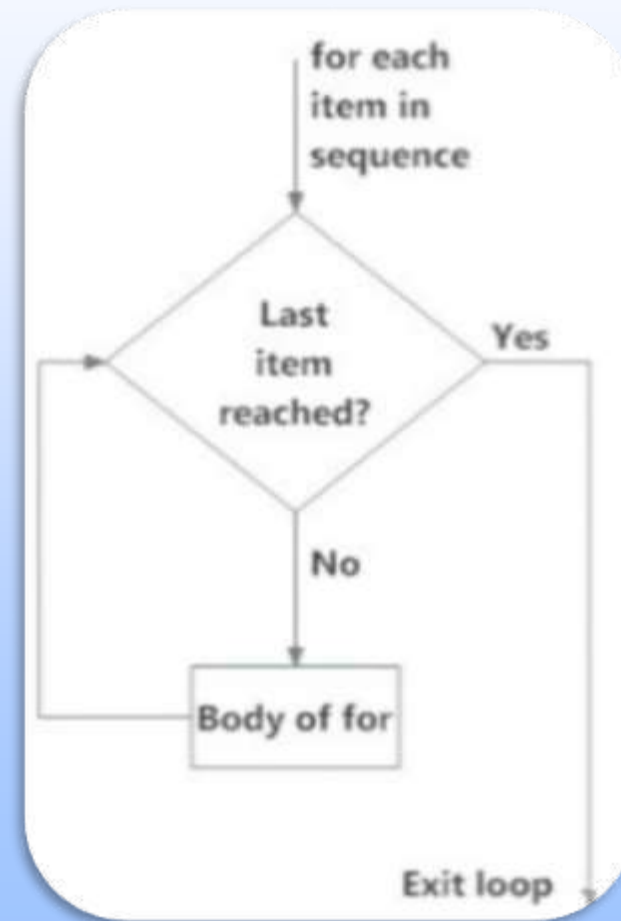 for each
item in
sequence
Last
item
reached?
Yes
No
Body of for
Exit loop